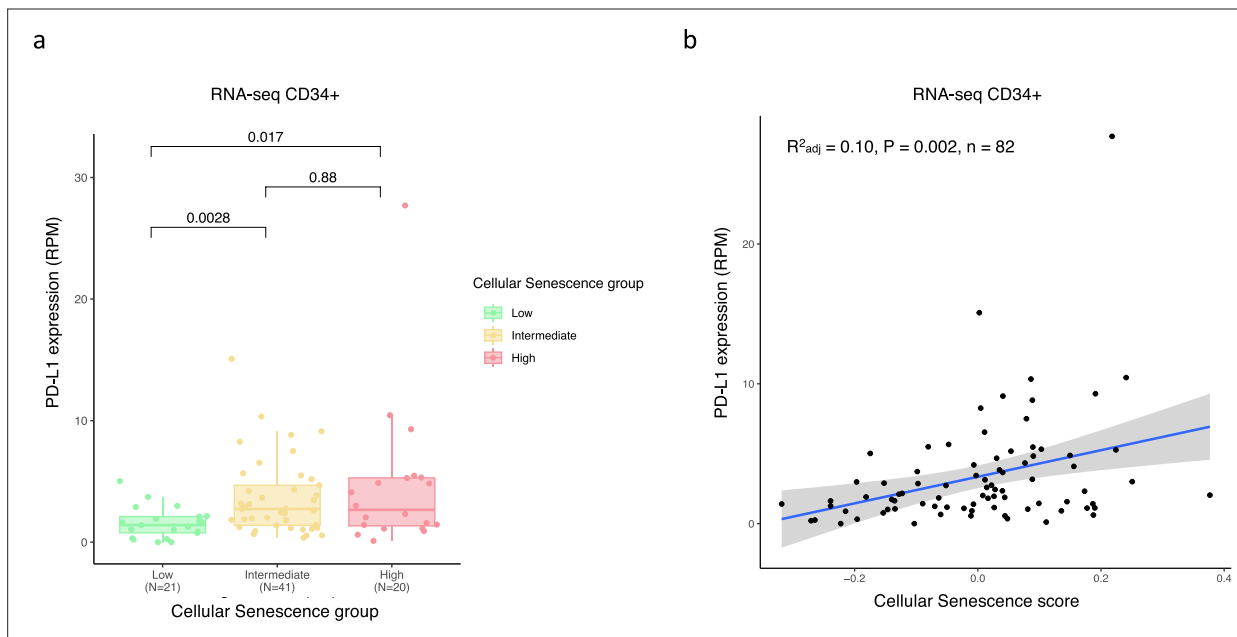 a
RNA-seq CD34+
0.017
0.88
0.0028
PD-L1 expression (RPM)
30
20
10
0
Low
(N=21)
Intermediate
(N=41)
High
(N=20)
Cellular Senescence group
Cellular Senescence group
Low
Intermediate
High
b
RNA-seq CD34+
R²adj = 0.10, P = 0.002, n = 82
PD-L1 expression (RPM)
20
10
0
−0.2
0.0
0.2
0.4
Cellular Senescence score